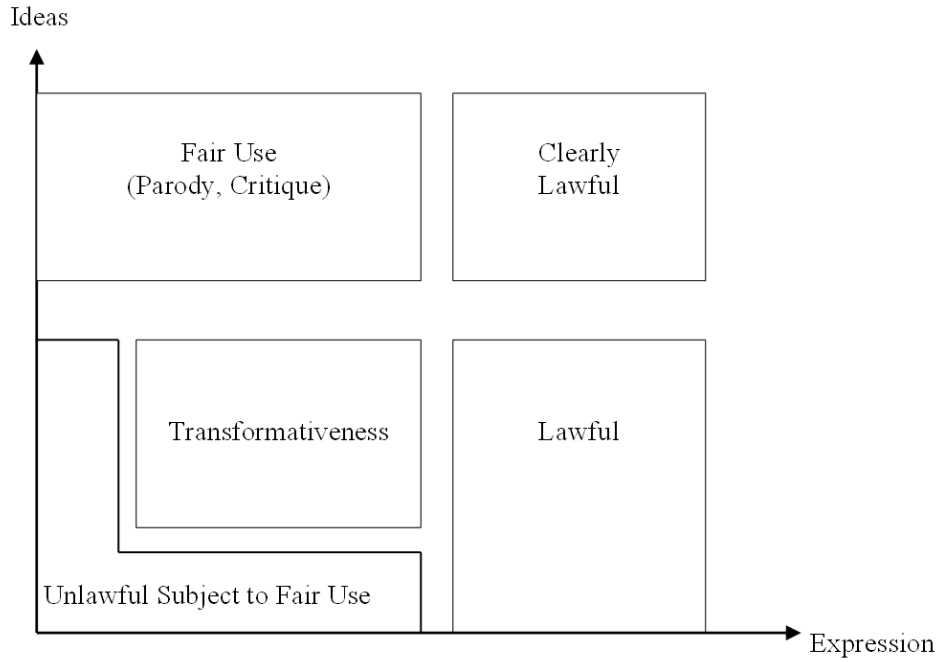 Ideas
Fair Use
(Parody, Critique)
Clearly
Lawful
Transformativeness
Lawful
Unlawful Subject to Fair Use
Expression